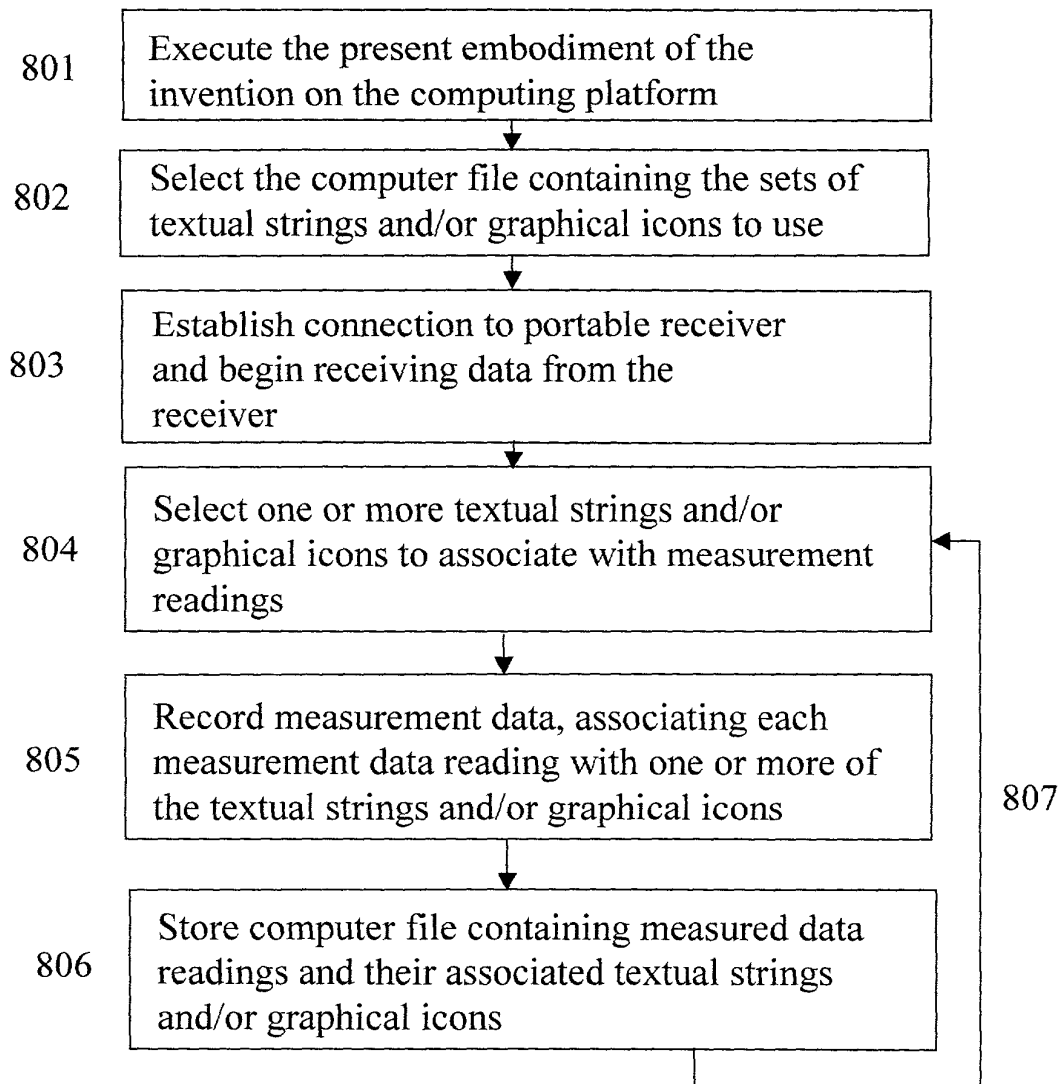 801
Execute the present embodiment of the
invention on the computing platform
802
Select the computer file containing the sets of
textual strings and/or graphical icons to use
803
Establish connection to portable receiver
and begin receiving data from the
receiver
804
Select one or more textual strings and/or
graphical icons to associate with measurement
readings
805
Record measurement data, associating each
measurement data reading with one or more of
the textual strings and/or graphical icons
807
806
Store computer file containing measured data
readings and their associated textual strings
and/or graphical icons